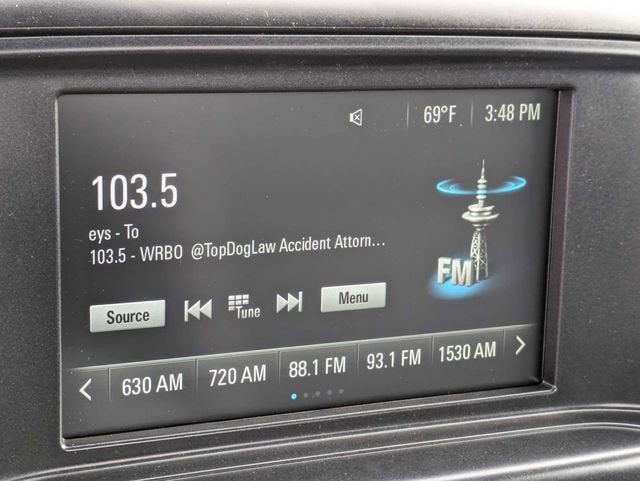 69°F 3:48 PM
103.5
eys - To
103.5 - WRBO @TopDogLaw Accident Attorn...
FM
Source Tune Menu
630 AM 720 AM 88.1 FM 93.1 FM 1530 AM